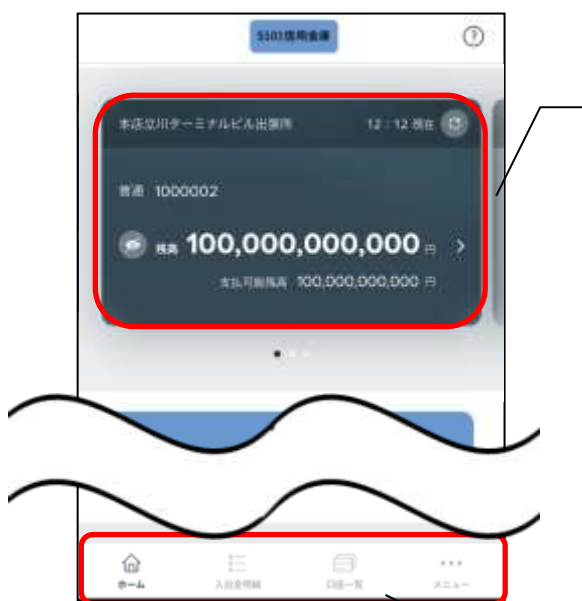 5101信用金庫
本店立川ターミナルビル出張所 12:12 現在
普通 1000002
残高 100,000,000,000 円
支払可能残高 100,000,000,000 円
ホーム 入出金明細 口座一覧 メニュー